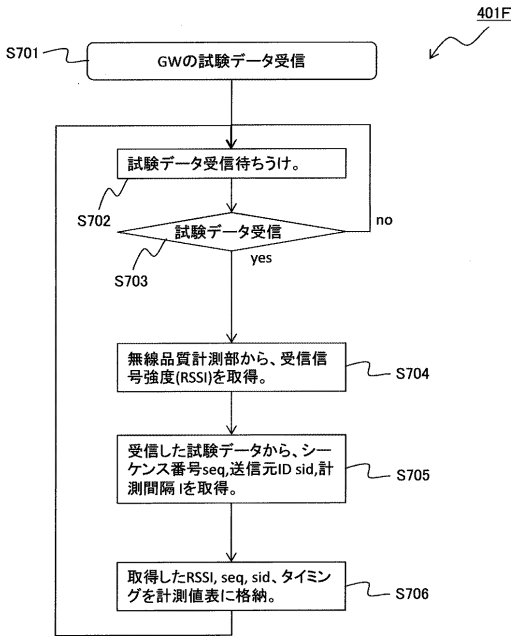 401F
S701
GWの試験データ受信
試験データ受信待ちうけ。
S702
no
試験データ受信
S703
yes
無線品質計測部から、受信信
号強度(RSSI)を取得。
S704
受信した試験データから、シー
ケンス番号seq,送信元ID sid,計
測間隔 Iを取得。
S705
取得したRSSI, seq, sid、タイミン
グを計測値表に格納。
S706